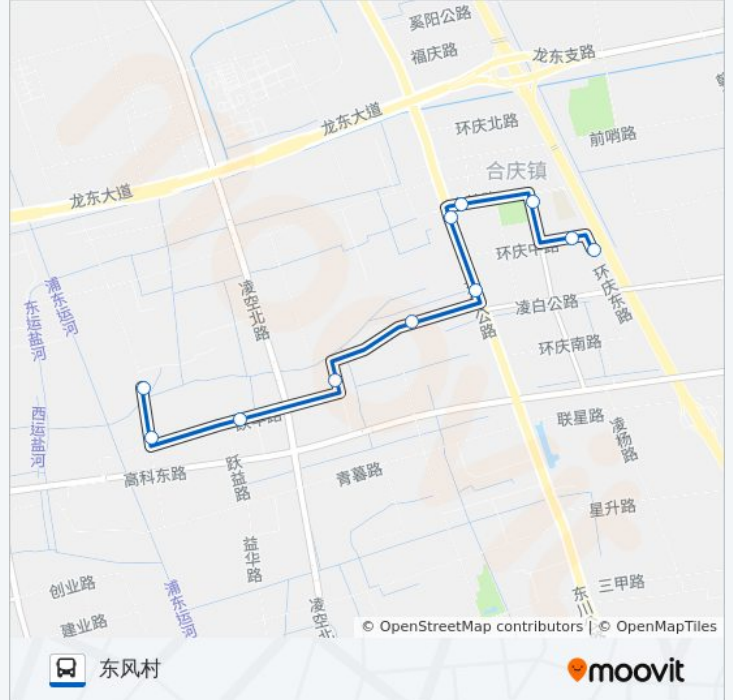 奚阳公路
福庆路
龙东支路
龙东大道
环庆北路
前哨路
合庆镇
龙东大道
浦东运河
东运盐河
凌空北路
环庆中路
环庆东路
凌白公路
公路
环庆南路
西运盐河
联星路
凌杨路
高科东路
跃益路
青暮路
星升路
益华路
创业路
浦东运河
三甲路
建业路
凌空北
东川
© OpenStreetMap contributors | © OpenMapTiles
东风村
moovit